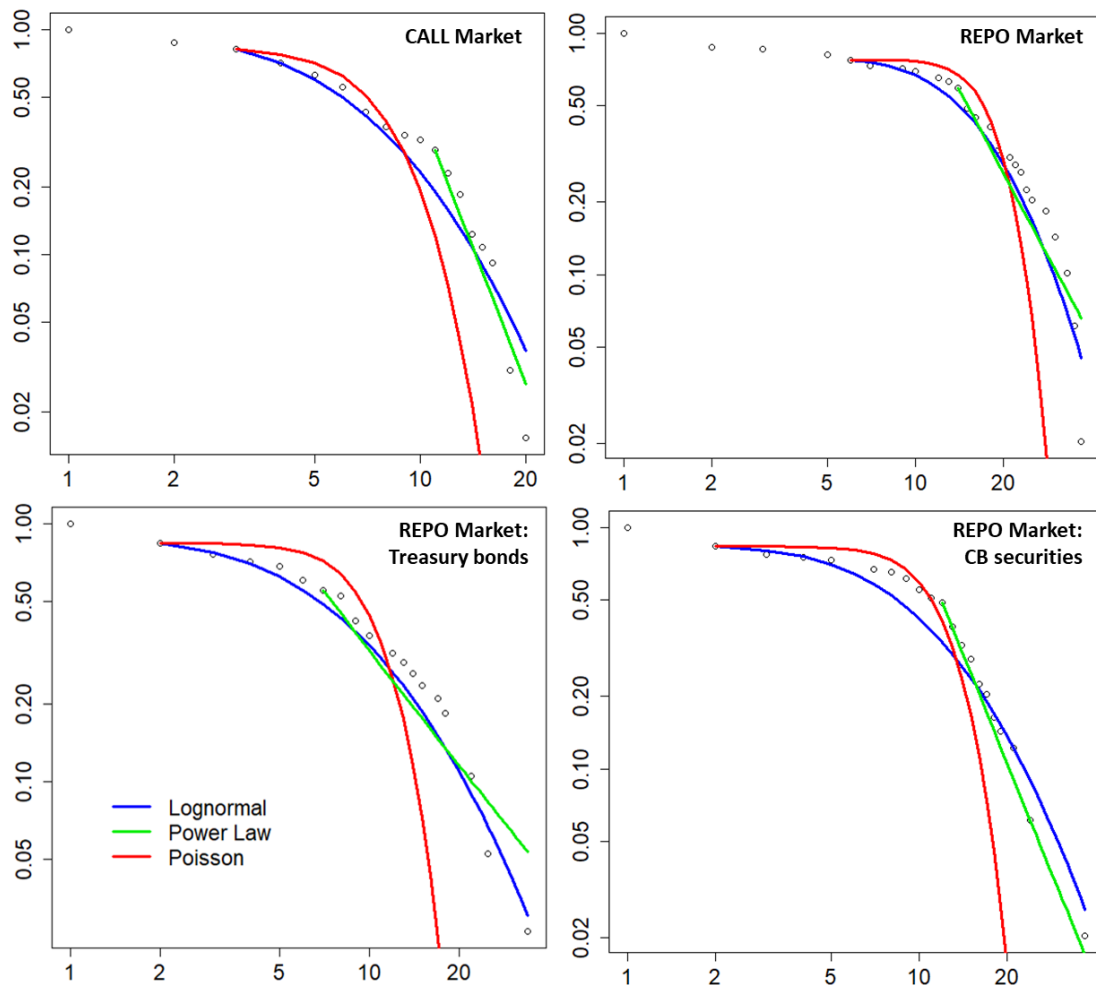 CALL Market
1.00
0.50
0.20
0.10
0.05
0.02
1 2 5 10 20
REPO Market
1.00
0.50
0.20
0.10
0.05
0.02
1 2 5 10 20
REPO Market:
Treasury bonds
1.00
0.50
0.20
0.10
0.05
Lognormal
Power Law
Poisson
1 2 5 10 20
REPO Market:
CB securities
1.00
0.50
0.20
0.10
0.05
0.02
1 2 5 10 20